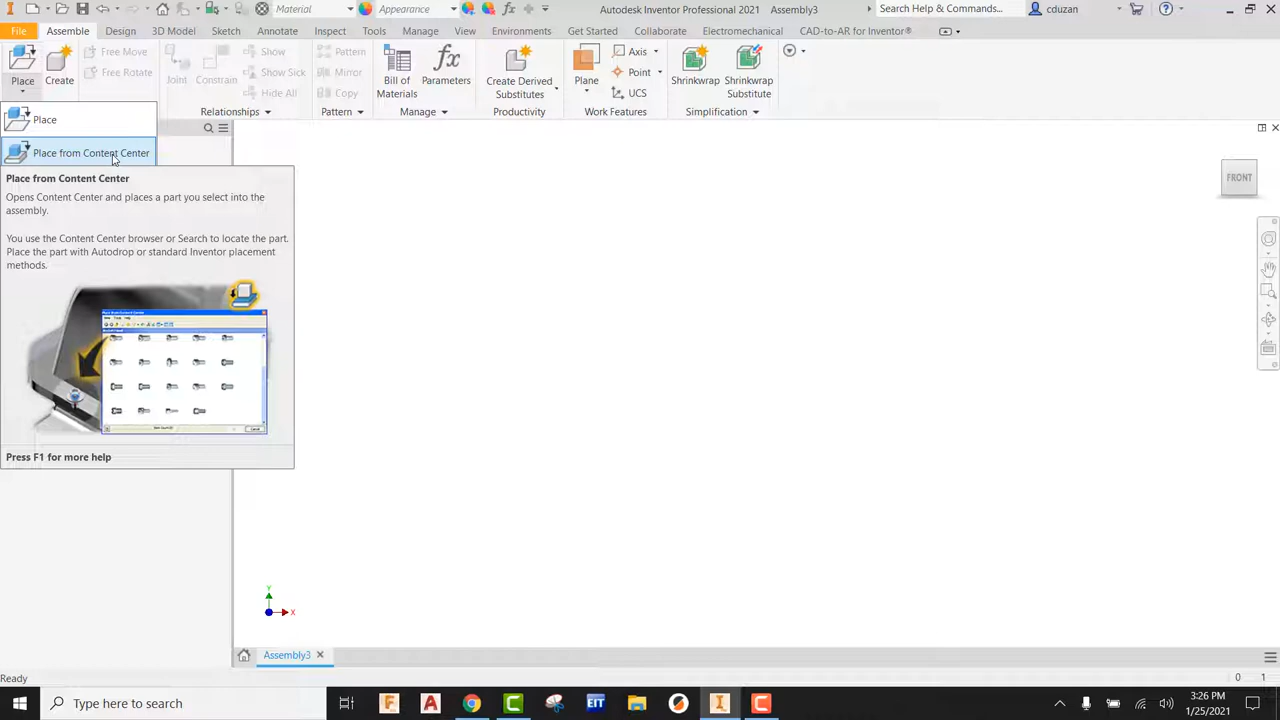 Material
Appearance
Autodesk Inventor Professional 2021 Assembly3
Search Help & Commands...
cduzan
File
Assemble
Design
3D Model
Sketch
Annotate
Inspect
Tools
Manage
View
Environments
Get Started
Collaborate
Electromechanical
CAD-to-AR for Inventor®
Place
Create
Free Move
Free Rotate
Joint
Constrain
Show
Show Sick
Hide All
Pattern
Mirror
Copy
Bill of
Materials
Parameters
Create Derived
Substitutes
Plane
Axis
Point
UCS
Shrinkwrap
Shrinkwrap
Substitute
Relationships
Pattern
Manage
Productivity
Work Features
Simplification
Place
Place from Content Center
Place from Content Center
Opens Content Center and places a part you select into the
assembly.
You use the Content Center browser or Search to locate the part.
Place the part with Autodrop or standard Inventor placement
methods.
Press F1 for more help
FRONT
Y
X
Assembly3
Ready
0 1
Type here to search
3:26 PM
1/25/2021